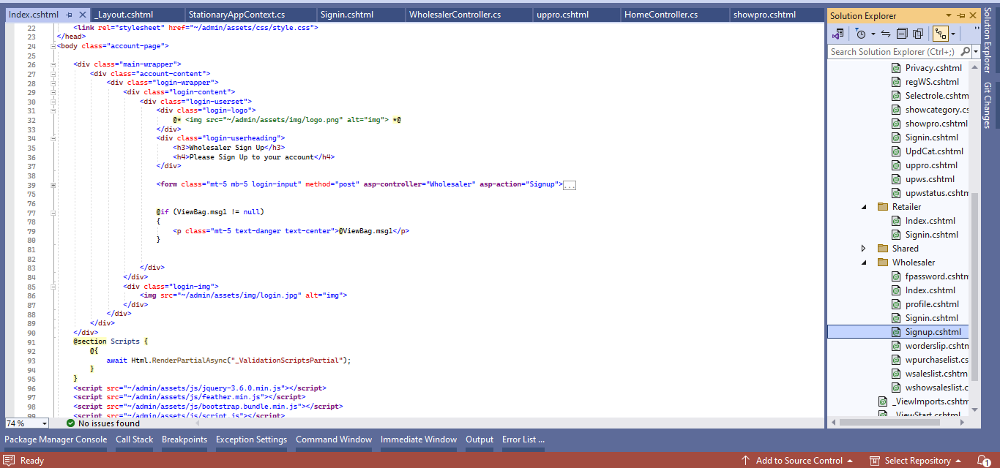 Index.cshtml
_Layout.cshtml
StationaryAppContext.cs
Signin.cshtml
WholesalerController.cs
uppro.cshtml
HomeController.cs
showpro.cshtml
22 <link rel="stylesheet" href="~/admin/assets/css/style.css">
23 </head>
24 <body class="account-page">
25
26 <div class="main-wrapper">
27 <div class="account-content">
28 <div class="login-wrapper">
29 <div class="login-content">
30 <div class="login-userset">
31 <div class="login-logo">
32 @* <img src="~/admin/assets/img/logo.png" alt="img"> *@
33 </div>
34 <div class="login-userheading">
35 <h3>Wholesaler Sign Up</h3>
36 <h4>Please Sign Up to your account</h4>
37 </div>
38
39 <form class="mt-5 mb-5 login-input" method="post" asp-controller="Wholesaler" asp-action="Signup">...
75
76
77 @if (ViewBag.msg1 != null)
78 {
79 <p class="mt-5 text-danger text-center">@ViewBag.msg1</p>
80 }
81
82
83 </div>
84 </div>
85 <div class="login-img">
86 <img src="~/admin/assets/img/login.jpg" alt="img">
87 </div>
88 </div>
89 </div>
90 </div>
91 @section Scripts {
92 @{
93 await Html.RenderPartialAsync("_ValidationScriptsPartial");
94 }
95 }
96 <script src="~/admin/assets/js/jquery-3.6.0.min.js"></script>
97 <script src="~/admin/assets/js/feather.min.js"></script>
98 <script src="~/admin/assets/js/bootstrap.bundle.min.js"></script>
99 <script src="~/admin/assets/js/script.js"></script>
74 %
No issues found
Solution Explorer
Search Solution Explorer (Ctrl+;)
Privacy.cshtml
regWS.cshtml
Selectrole.cshtm
showcategory.cs
showpro.cshtml
Signin.cshtml
UpdCat.cshtml
uppro.cshtml
upws.cshtml
upwstatus.cshtm
Retailer
Index.cshtml
Signin.cshtml
Shared
Wholesaler
fpassword.cshtm
Index.cshtml
profile.cshtml
Signin.cshtml
Signup.cshtml
worderslip.cshtm
wpurchaselist.cs
wsaleslist.cshtm
wshowsaleslist.c
_ViewImports.cshtm
_ViewStart.cshtml
Solution Explorer
Git Changes
Package Manager Console
Call Stack
Breakpoints
Exception Settings
Command Window
Immediate Window
Output
Error List ...
Ready
Add to Source Control
Select Repository
1